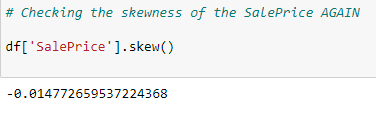 # Checking the skewness of the SalePrice AGAIN
df['SalePrice'].skew()
-0.014772659537224368